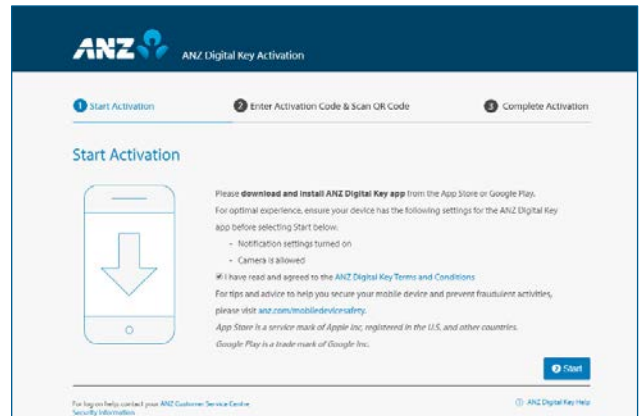 ANZ ANZ Digital Key Activation
1 Start Activation 2 Enter Activation Code & Scan QR Code 3 Complete Activation
Start Activation
Please download and install ANZ Digital Key app from the App Store or Google Play.
For optimal experience, ensure your device has the following settings for the ANZ Digital Key
app before selecting Start below.
- Notification settings turned on
- Camera is allowed
I have read and agreed to the ANZ Digital Key Terms and Conditions
For tips and advice to help you secure your mobile device and prevent fraudulent activities,
please visit anz.com/mobiledevicesafety.
App Store is a service mark of Apple Inc, registered in the U.S. and other countries.
Google Play is a trade mark of Google Inc.
Start
For log on help, contact your ANZ Customer Service Centre
ANZ Digital Key Help
Security Information